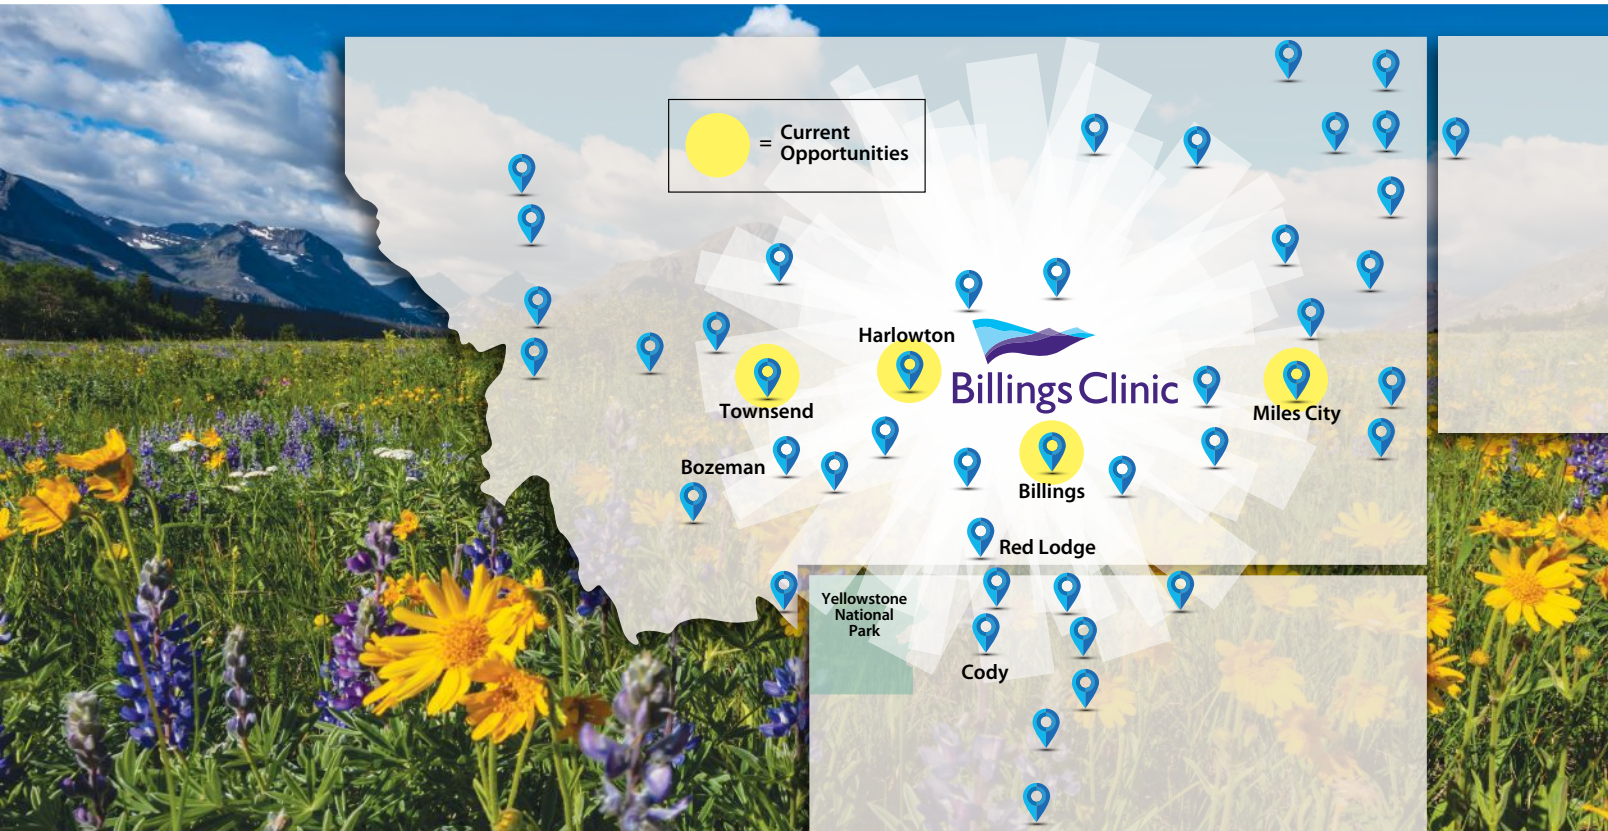 = Current
Opportunities
Harlowton
Billings Clinic
Townsend
Miles City
Bozeman
Billings
Red Lodge
Yellowstone
National
Park
Cody